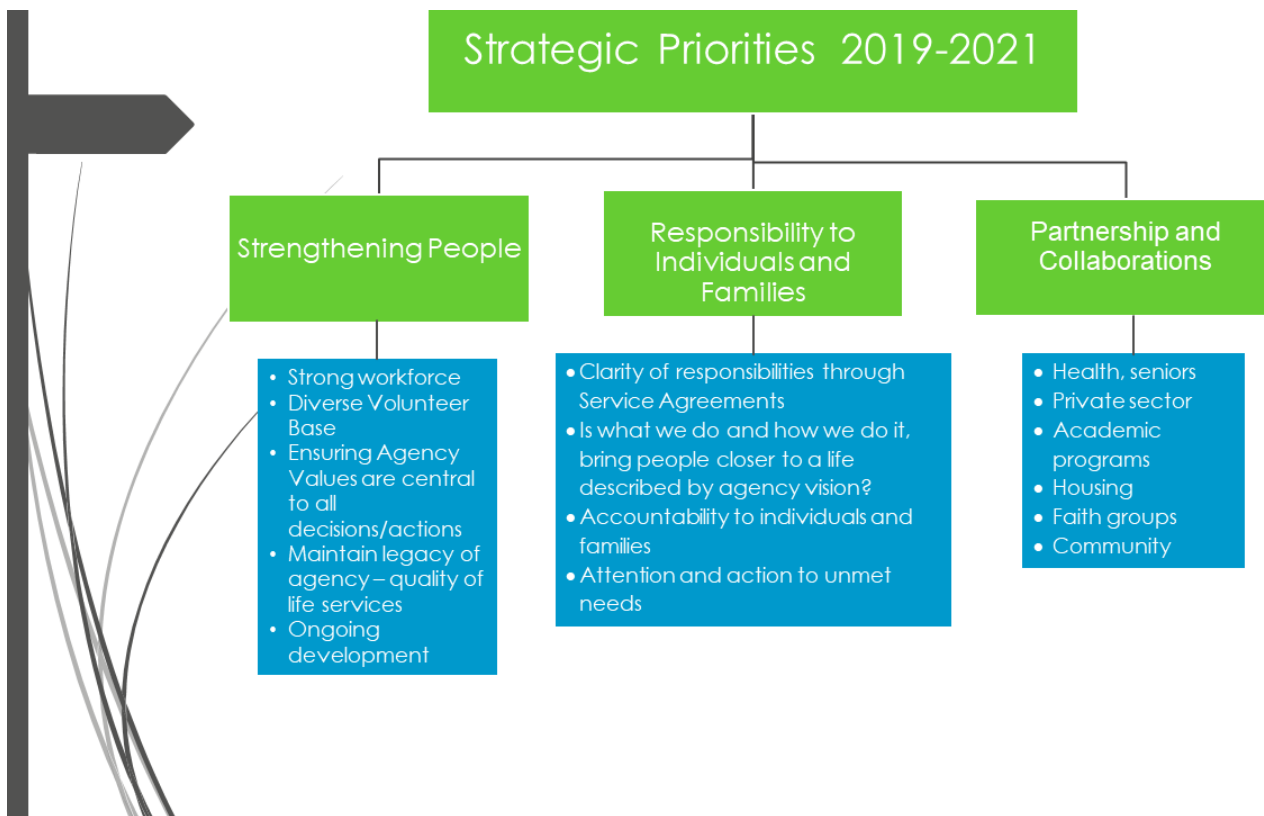 Strategic Priorities 2019-2021
Strengthening People
Responsibility to
Individuals and
Families
Partnership and
Collaborations
• Strong workforce
• Diverse Volunteer
Base
• Ensuring Agency
Values are central
to all
decisions/actions
• Maintain legacy of
agency – quality of
life services
• Ongoing
development
• Clarity of responsibilities through
Service Agreements
• Is what we do and how we do it,
bring people closer to a life
described by agency vision?
• Accountability to individuals and
families
• Attention and action to unmet
needs
• Health, seniors
• Private sector
• Academic
programs
• Housing
• Faith groups
• Community